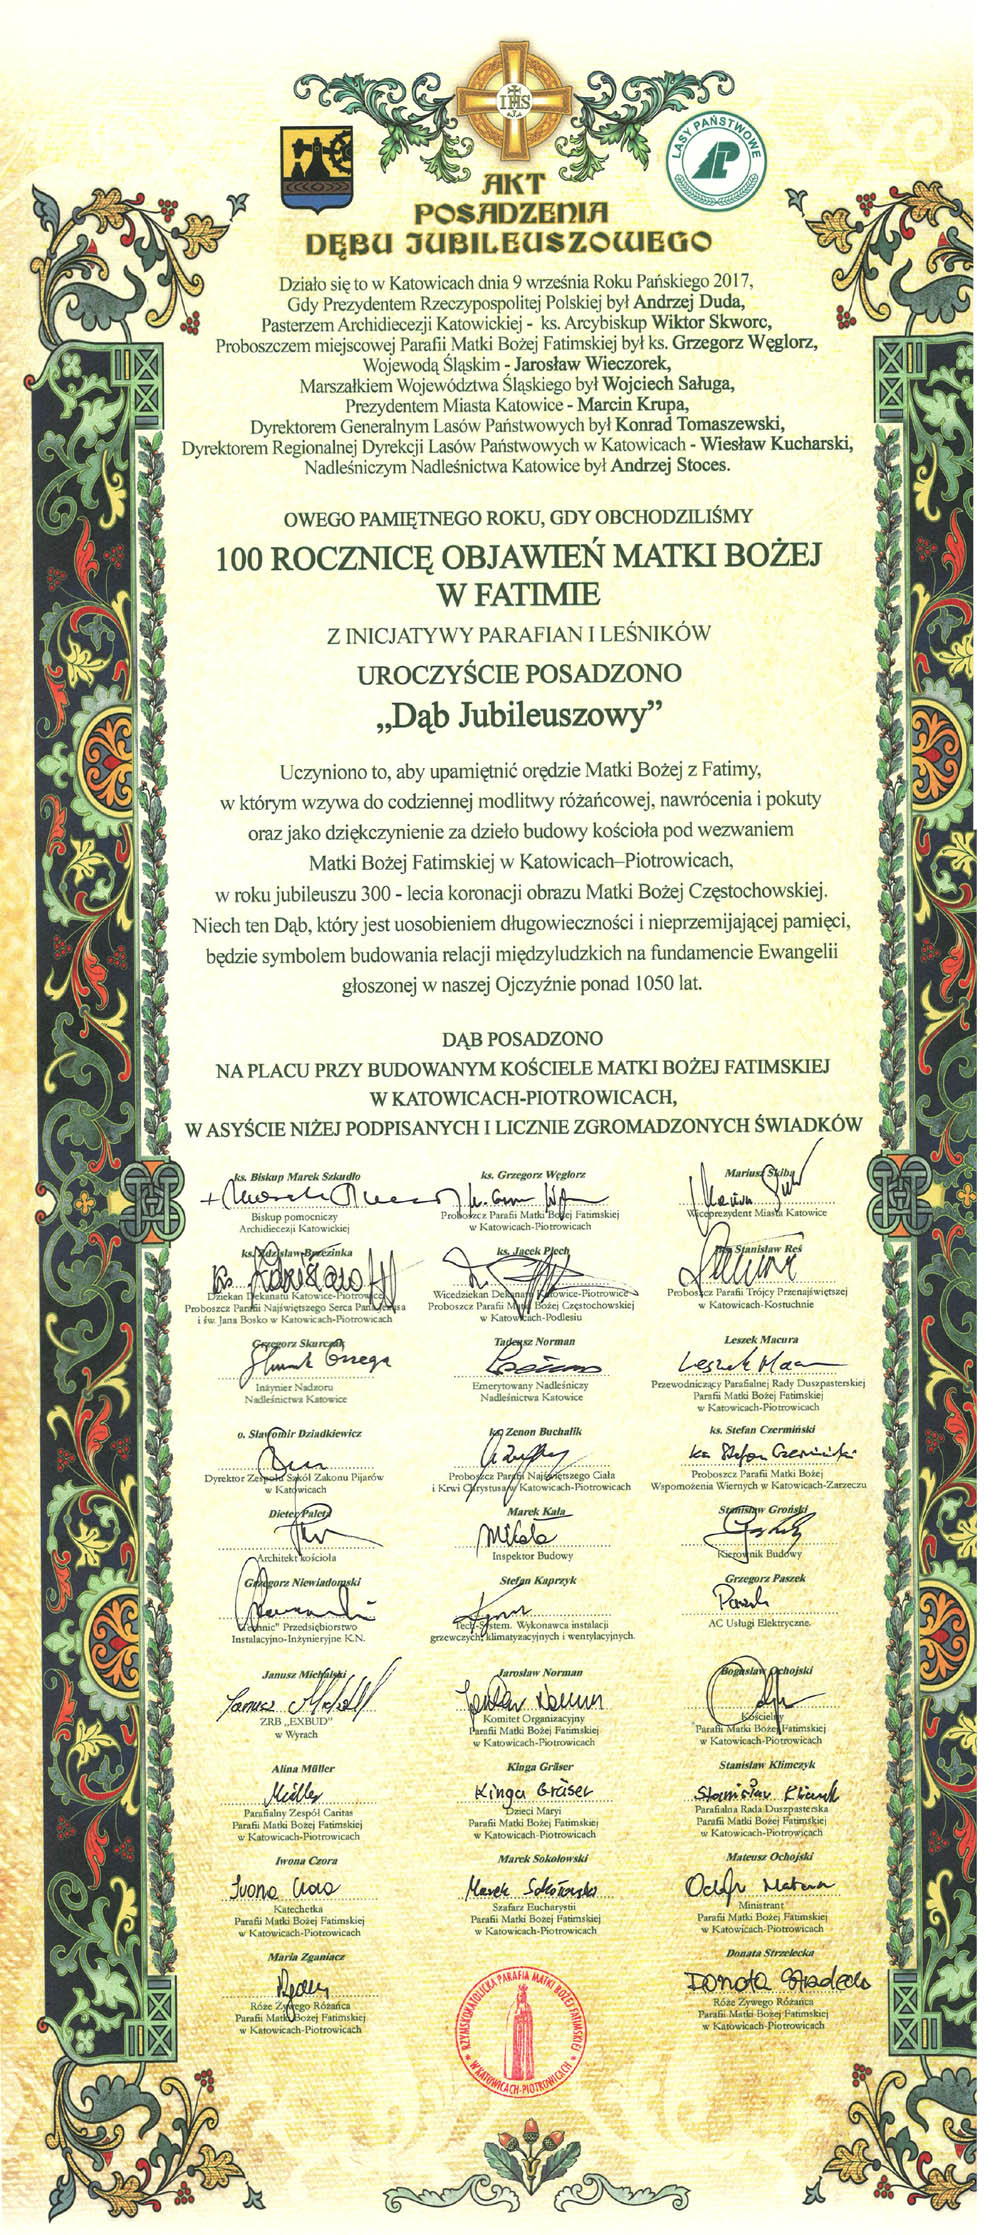 IHS
LASY PAŃSTWOWE
AKT
POSADZENIA
DĘBU JUBILEUSZOWEGO
Działo się to w Katowicach dnia 9 września Roku Pańskiego 2017,
Gdy Prezydentem Rzeczypospolitej Polskiej był Andrzej Duda,
Pasterzem Archidiecezji Katowickiej - ks. Arcybiskup Wiktor Skworc,
Proboszczem miejscowej Parafii Matki Bożej Fatimskiej był ks. Grzegorz Węglorz,
Wojewodą Śląskim - Jarosław Wieczorek,
Marszałkiem Województwa Śląskiego był Wojciech Saługa,
Prezydentem Miasta Katowice - Marcin Krupa,
Dyrektorem Generalnym Lasów Państwowych był Konrad Tomaszewski,
Dyrektorem Regionalnej Dyrekcji Lasów Państwowych w Katowicach - Wiesław Kucharski,
Nadleśniczym Nadleśnictwa Katowice był Andrzej Stoces.
OWEGO PAMIĘTNEGO ROKU, GDY OBCHODZILIŚMY
100 ROCZNICĘ OBJAWIEŃ MATKI BOŻEJ
W FATIMIE
Z INICJATYWY PARAFIAN I LEŚNIKÓW
UROCZYŚCIE POSADZONO
„Dąb Jubileuszowy”
Uczyniono to, aby upamiętnić orędzie Matki Bożej z Fatimy,
w którym wzywa do codziennej modlitwy różańcowej, nawrócenia i pokuty
oraz jako dziękczynienie za dzieło budowy kościoła pod wezwaniem
Matki Bożej Fatimskiej w Katowicach–Piotrowicach,
w roku jubileuszu 300 - lecia koronacji obrazu Matki Bożej Częstochowskiej.
Niech ten Dąb, który jest uosobieniem długowieczności i nieprzemijającej pamięci,
będzie symbolem budowania relacji międzyludzkich na fundamencie Ewangelii
głoszonej w naszej Ojczyźnie ponad 1050 lat.
DĄB POSADZONO
NA PLACU PRZY BUDOWANYM KOŚCIELE MATKI BOŻEJ FATIMSKIEJ
W KATOWICACH-PIOTROWICACH,
W ASYŚCIE NIŻEJ PODPISANYCH I LICZNIE ZGROMADZONYCH ŚWIADKÓW
ks. Biskup Marek Szkudło
Biskup pomocniczy
Archidiecezji Katowickiej
ks. Grzegorz Węglorz
Proboszcz Parafii Matki Bożej Fatimskiej
w Katowicach-Piotrowicach
Mariusz Skiba
Wiceprezydent Miasta Katowice
ks. Zdzisław Brzezinka
Dziekan Dekanatu Katowice-Piotrowice
Proboszcz Parafii Najświętszego Serca Pana Jezusa
i św. Jana Bosko w Katowicach-Piotrowicach
ks. Jacek Plech
Wicedziekan Dekanatu Katowice-Piotrowice
Proboszcz Parafii Matki Bożej Częstochowskiej
w Katowicach-Podlesiu
ks. Stanisław Reś
Proboszcz Parafii Trójcy Przenajświętszej
w Katowicach-Kostuchnie
Grzegorz Skurczak
Inżynier Nadzoru
Nadleśnictwa Katowice
Tadeusz Norman
Emerytowany Nadleśniczy
Nadleśnictwa Katowice
Leszek Macura
Przewodniczący Parafialnej Rady Duszpasterskiej
Parafii Matki Bożej Fatimskiej
w Katowicach-Piotrowicach
o. Sławomir Dziadkiewicz
Dyrektor Zespołu Szkół Zakonu Pijarów
w Katowicach
ks. Zenon Buchalik
Proboszcz Parafii Najświętszego Ciała
i Krwi Chrystusa w Katowicach-Piotrowicach
ks. Stefan Czermiński
ks Stefan Czermiński
Proboszcz Parafii Matki Bożej
Wspomożenia Wiernych w Katowicach-Zarzeczu
Dieter Paleta
Architekt kościoła
Marek Kała
MKała
Inspektor Budowy
Stanisław Groński
Kierownik Budowy
Grzegorz Niewiadomski
"Technic" Przedsiębiorstwo
Instalacyjno-Inżynieryjne K.N.
Stefan Kaprzyk
Tech-System. Wykonawca instalacji
grzewczych, klimatyzacyjnych i wentylacyjnych.
Grzegorz Paszek
AC Usługi Elektryczne.
Janusz Michalski
ZRB „EXBUD”
w Wyrach
Jarosław Norman
Komitet Organizacyjny
Parafii Matki Bożej Fatimskiej
w Katowicach-Piotrowicach
Bogusław Ochojski
Kościelny
Parafii Matki Bożej Fatimskiej
w Katowicach-Piotrowicach
Alina Müller
Müller
Parafialny Zespół Caritas
Parafii Matki Bożej Fatimskiej
w Katowicach-Piotrowicach
Kinga Gräser
Kinga Gräser
Dzieci Maryi
Parafii Matki Bożej Fatimskiej
w Katowicach-Piotrowicach
Stanisław Klimczyk
Stanisław Klimczyk
Parafialna Rada Duszpasterska
Parafii Matki Bożej Fatimskiej
w Katowicach-Piotrowicach
Iwona Czora
Iwona Czora
Katechetka
Parafii Matki Bożej Fatimskiej
w Katowicach-Piotrowicach
Marek Sokołowski
Marek Sokołowski
Szafarz Eucharystii
Parafii Matki Bożej Fatimskiej
w Katowicach-Piotrowicach
Mateusz Ochojski
Ministrant
Parafii Matki Bożej Fatimskiej
w Katowicach-Piotrowicach
Maria Zganiacz
Róże Żywego Różańca
Parafii Matki Bożej Fatimskiej
w Katowicach-Piotrowicach
RZYMSKOKATOLICKA PARAFIA MATKI BOŻEJ FATIMSKIEJ
* W KATOWICACH-PIOTROWICACH *
Donata Strzelecka
Donata Strzelecka
Róże Żywego Różańca
Parafii Matki Bożej Fatimskiej
w Katowicach-Piotrowicach